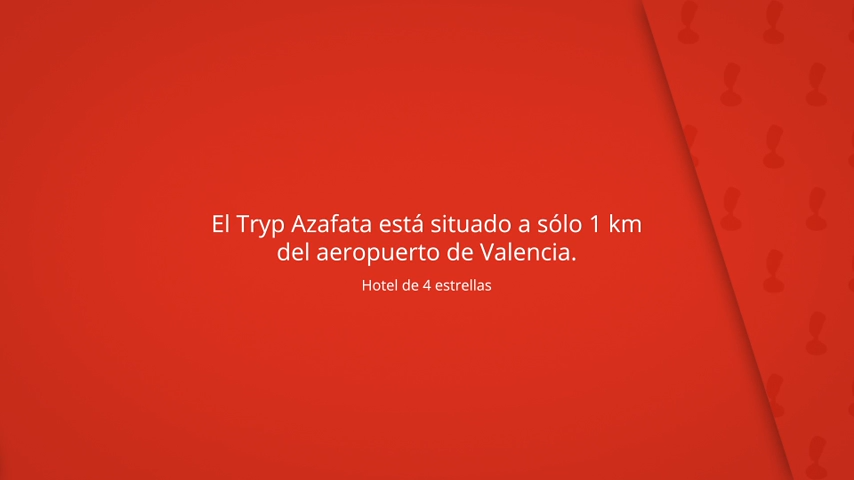 El Tryp Azafata está situado a sólo 1 km
del aeropuerto de Valencia.
Hotel de 4 estrellas